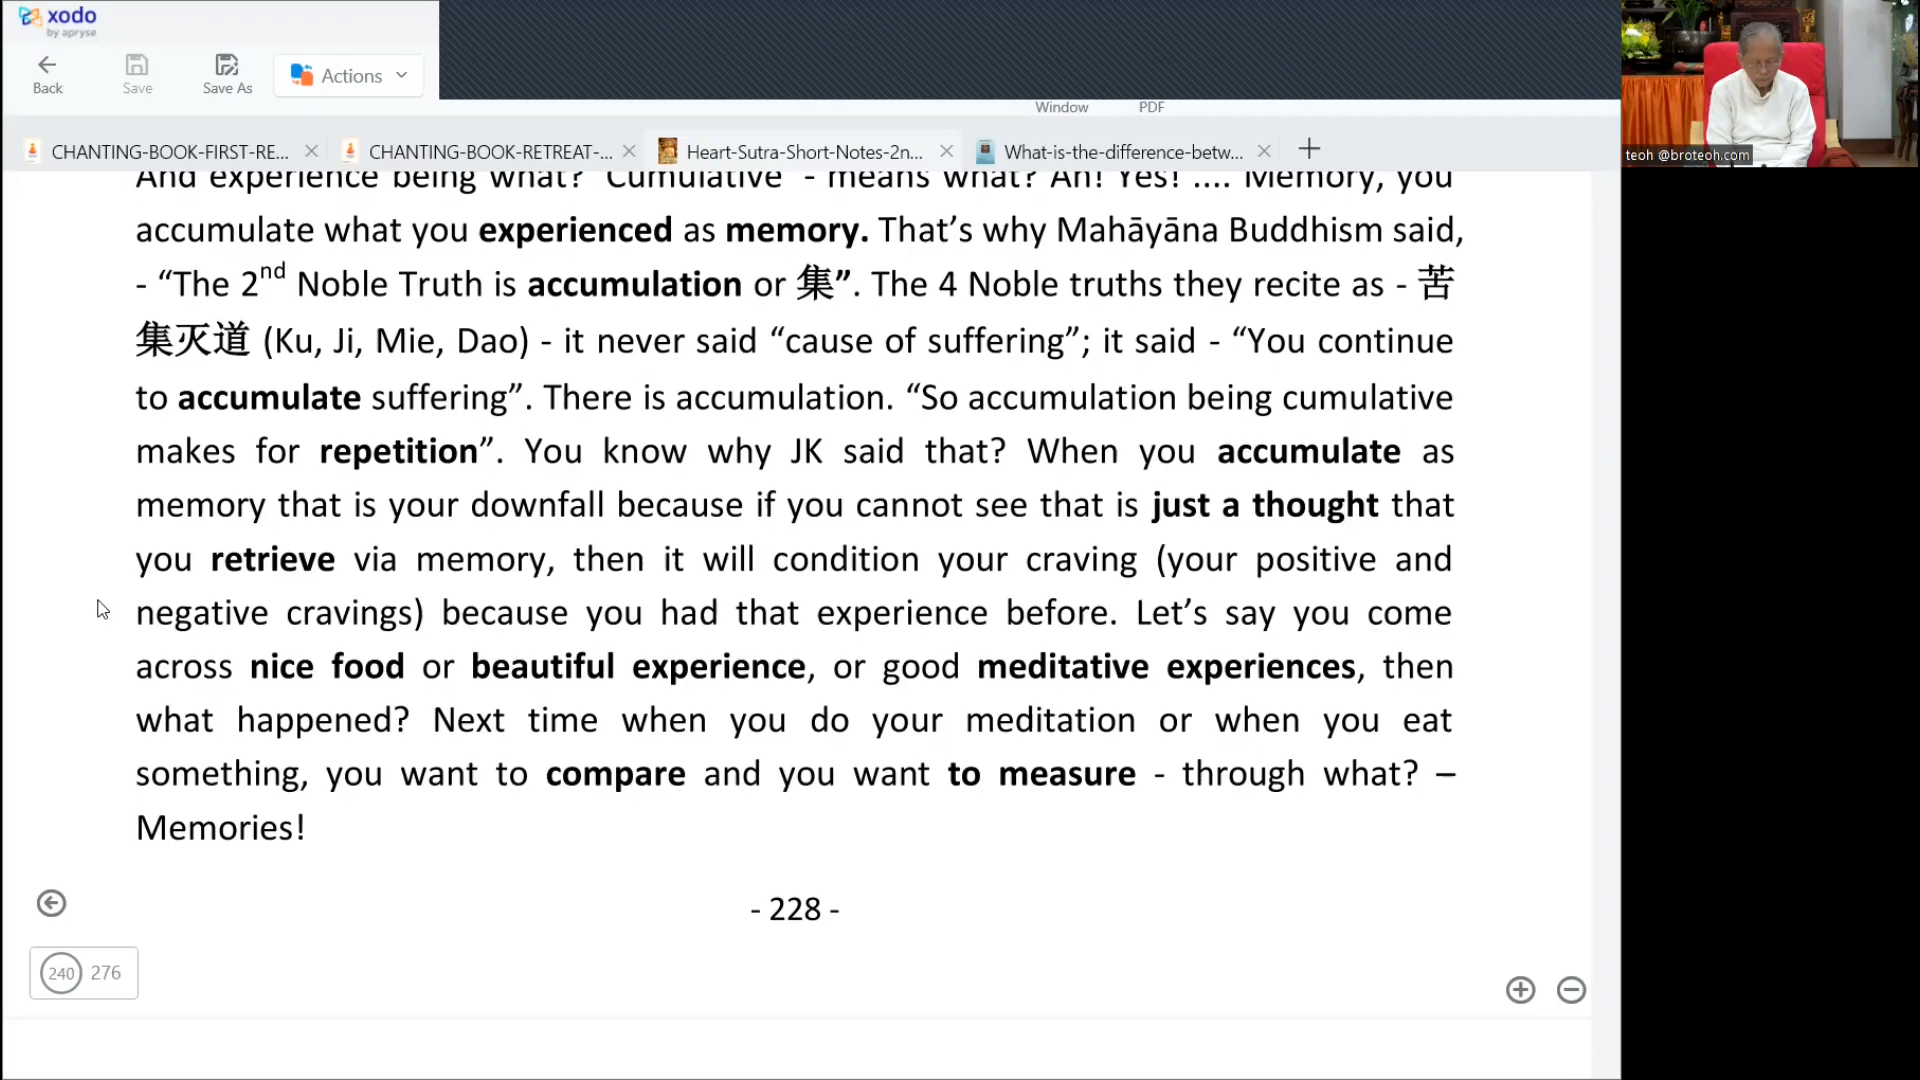 xodo
by apryse
Back
Save
Save As
Actions
Window
PDF
CHANTING-BOOK-FIRST-RE...
CHANTING-BOOK-RETREAT-...
Heart-Sutra-Short-Notes-2n...
What-is-the-difference-betw...
teoh @broteoh.com
And experience being what? "Cumulative" - means what? Ah! Yes! .... Memory, you
accumulate what you experienced as memory. That’s why Mahāyāna Buddhism said,
- “The 2nd Noble Truth is accumulation or 集”. The 4 Noble truths they recite as - 苦
集灭道 (Ku, Ji, Mie, Dao) - it never said “cause of suffering”; it said - “You continue
to accumulate suffering”. There is accumulation. “So accumulation being cumulative
makes for repetition”. You know why JK said that? When you accumulate as
memory that is your downfall because if you cannot see that is just a thought that
you retrieve via memory, then it will condition your craving (your positive and
negative cravings) because you had that experience before. Let’s say you come
across nice food or beautiful experience, or good meditative experiences, then
what happened? Next time when you do your meditation or when you eat
something, you want to compare and you want to measure - through what? –
Memories!
- 228 -
240 276